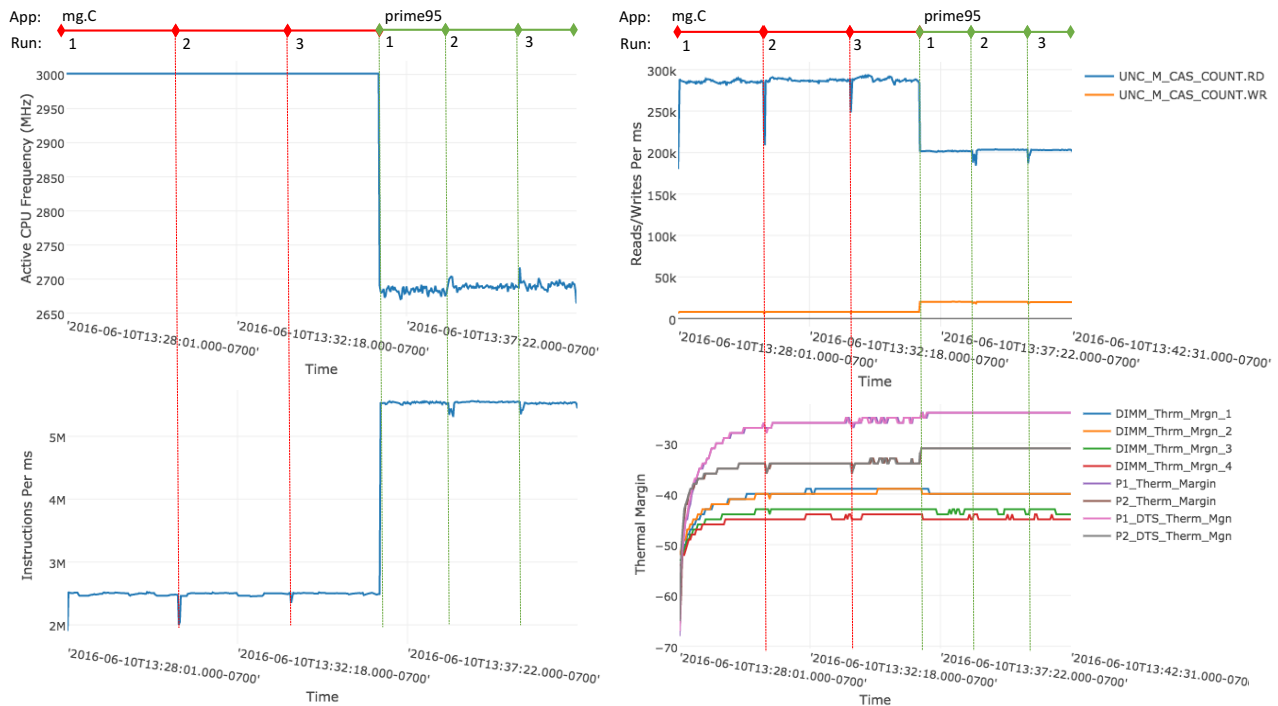 App: mg.C prime95
Run: 1 2 3 1 2 3
3000
2950
2900
2850
2800
2750
2700
2650
Active CPU Frequency (MHz)
'2016-06-10T13:28:01.000-0700'
'2016-06-10T13:32:18.000-0700'
'2016-06-10T13:37:22.000-0700'
Time
5M
4M
3M
2M
Instructions Per ms
'2016-06-10T13:28:01.000-0700'
'2016-06-10T13:32:18.000-0700'
'2016-06-10T13:37:22.000-0700'
Time
App: mg.C prime95
Run: 1 2 3 1 2 3
300k
250k
200k
150k
100k
50k
0
Reads/Writes Per ms
'2016-06-10T13:28:01.000-0700'
'2016-06-10T13:32:18.000-0700'
'2016-06-10T13:37:22.000-0700'
'2016-06-10T13:42:31.000-0700'
Time
UNC_M_CAS_COUNT.RD
UNC_M_CAS_COUNT.WR
−30
−40
−50
−60
−70
Thermal Margin
'2016-06-10T13:28:01.000-0700'
'2016-06-10T13:32:18.000-0700'
'2016-06-10T13:37:22.000-0700'
'2016-06-10T13:42:31.000-0700
Time
DIMM_Thrm_Mrgn_1
DIMM_Thrm_Mrgn_2
DIMM_Thrm_Mrgn_3
DIMM_Thrm_Mrgn_4
P1_Therm_Margin
P2_Therm_Margin
P1_DTS_Therm_Mgn
P2_DTS_Therm_Mgn